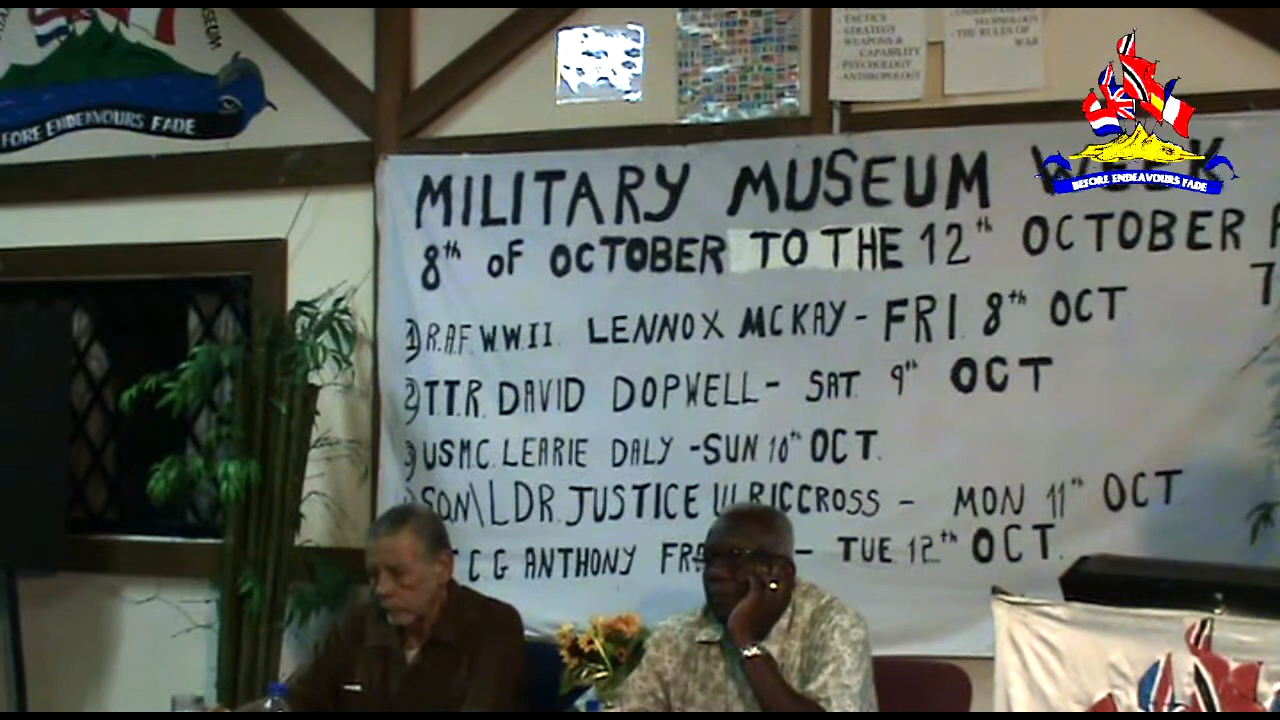 MUSEUM
FORE ENDEAVOURS FADE
- TACTICS
- STRATEGY
- WEAPONS &
CAPABILITY
- PSYCHOLOGY
- ANTHROPOLOGY
TECHNOLOGY
- THE RULES OF
WAR
BEFORE ENDEAVOURS FADE
MILITARY MUSEUM WEEK
8th OF OCTOBER TO THE 12th OCTOBER
7
1) R.A.F. W.W.II. LENNOX MCKAY - FRI. 8th OCT
2) T.T.R. DAVID DOPWELL - SAT. 9th OCT
3) USMC. LEARIE DALY - SUN 10th OCT.
SQN\LDR. JUSTICE ULRIC CROSS - MON 11th OCT
C G ANTHONY - TUE 12th OCT.